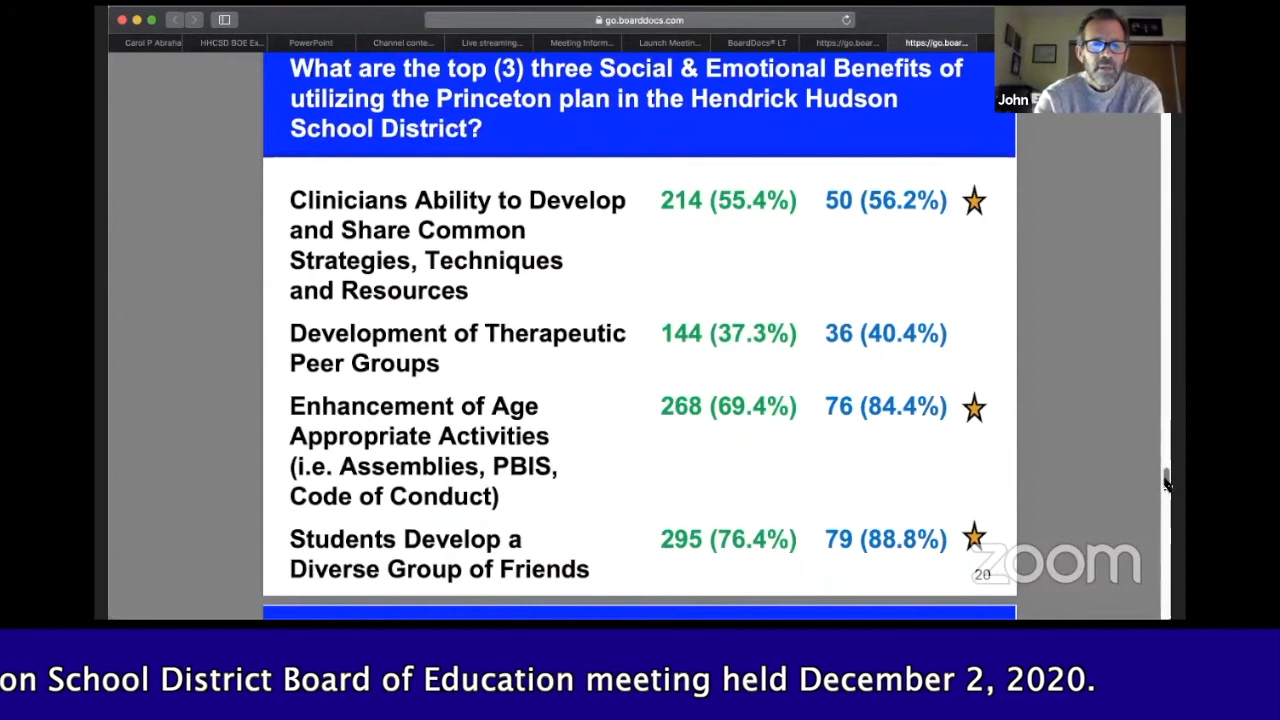 go.boarddocs.com
Carol P Abraha
HHCSD BOE Ex...
PowerPoint
Channel conte...
Live streaming...
Meeting Inform...
Launch Meetin...
BoardDocs® LT
https://go.boar...
https://go.boar...
What are the top (3) three Social & Emotional Benefits of
utilizing the Princeton plan in the Hendrick Hudson
School District?
John
Clinicians Ability to Develop 214 (55.4%) 50 (56.2%)
and Share Common
Strategies, Techniques
and Resources
Development of Therapeutic 144 (37.3%) 36 (40.4%)
Peer Groups
Enhancement of Age 268 (69.4%) 76 (84.4%)
Appropriate Activities
(i.e. Assemblies, PBIS,
Code of Conduct)
Students Develop a 295 (76.4%) 79 (88.8%)
Diverse Group of Friends
20
zoom
on School District Board of Education meeting held December 2, 2020.